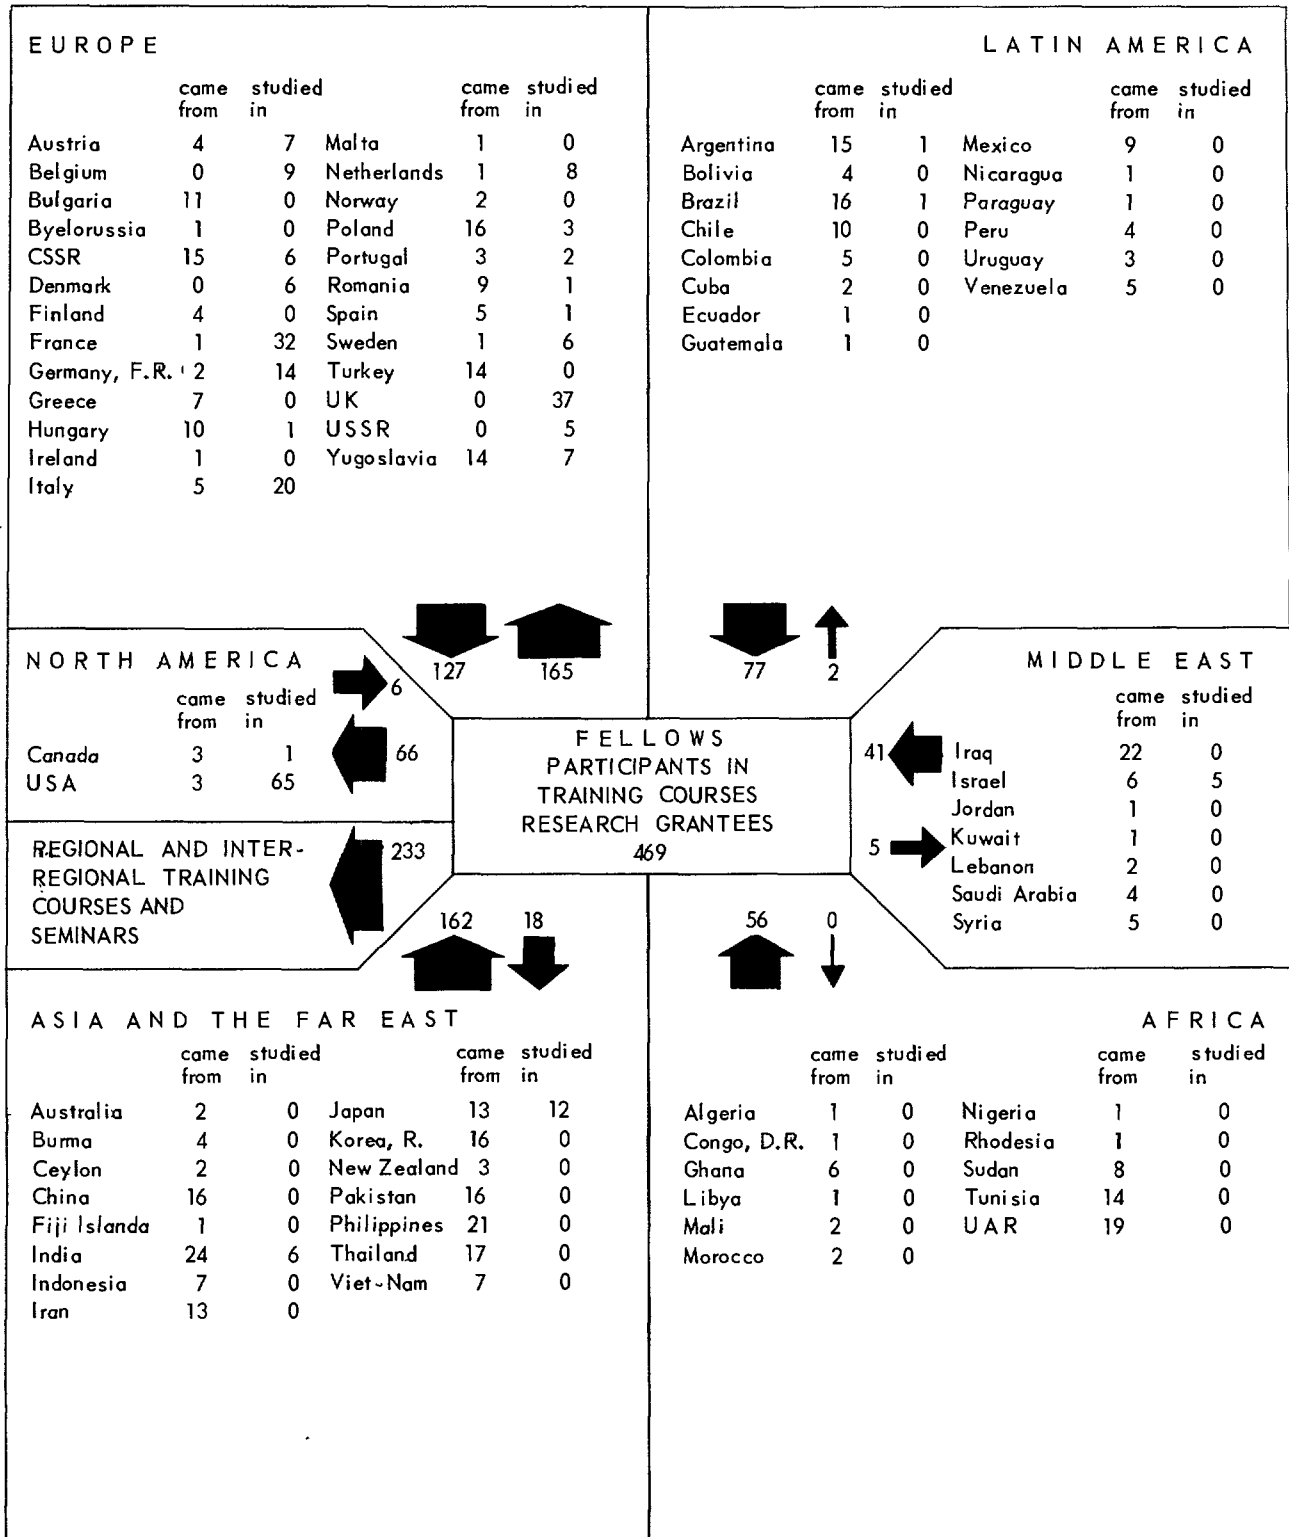 EUROPE
came studied came studied
from in from in
Austria 4 7 Malta 1 0
Belgium 0 9 Netherlands 1 8
Bulgaria 11 0 Norway 2 0
Byelorussia 1 0 Poland 16 3
CSSR 15 6 Portugal 3 2
Denmark 0 6 Romania 9 1
Finland 4 0 Spain 5 1
France 1 32 Sweden 1 6
Germany, F.R. 2 14 Turkey 14 0
Greece 7 0 UK 0 37
Hungary 10 1 USSR 0 5
Ireland 1 0 Yugoslavia 14 7
Italy 5 20
127 165
LATIN AMERICA
came studied came studied
from in from in
Argentina 15 1 Mexico 9 0
Bolivia 4 0 Nicaragua 1 0
Brazil 16 1 Paraguay 1 0
Chile 10 0 Peru 4 0
Colombia 5 0 Uruguay 3 0
Cuba 2 0 Venezuela 5 0
Ecuador 1 0
Guatemala 1 0
77 2
NORTH AMERICA
6
came studied
from in
Canada 3 1
USA 3 65
66
FELLOWS
PARTICIPANTS IN
TRAINING COURSES
RESEARCH GRANTEES
469
MIDDLE EAST
came studied
from in
41 Iraq 22 0
Israel 6 5
Jordan 1 0
5 Kuwait 1 0
Lebanon 2 0
Saudi Arabia 4 0
Syria 5 0
REGIONAL AND INTER- 233
REGIONAL TRAINING
COURSES AND
SEMINARS
162 18
ASIA AND THE FAR EAST
came studied came studied
from in from in
Australia 2 0 Japan 13 12
Burma 4 0 Korea, R. 16 0
Ceylon 2 0 New Zealand 3 0
China 16 0 Pakistan 16 0
Fiji Islanda 1 0 Philippines 21 0
India 24 6 Thailand 17 0
Indonesia 7 0 Viet-Nam 7 0
Iran 13 0
56 0
AFRICA
came studied came studied
from in from in
Algeria 1 0 Nigeria 1 0
Congo, D.R. 1 0 Rhodesia 1 0
Ghana 6 0 Sudan 8 0
Libya 1 0 Tunisia 14 0
Mali 2 0 UAR 19 0
Morocco 2 0